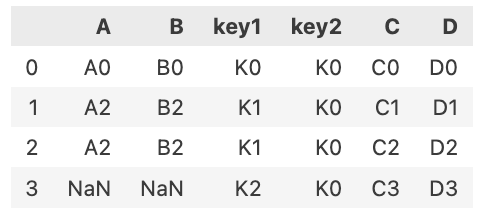 A B key1 key2 C D
0 A0 B0 K0 K0 C0 D0
1 A2 B2 K1 K0 C1 D1
2 A2 B2 K1 K0 C2 D2
3 NaN NaN K2 K0 C3 D3